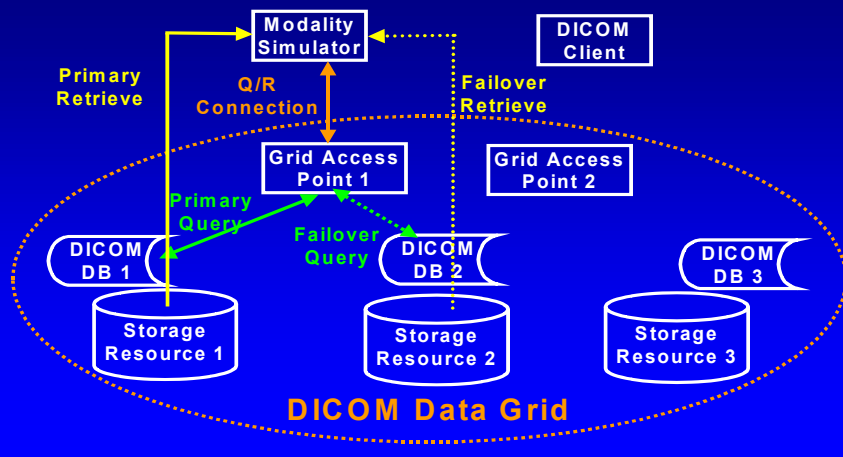 Modality
Simulator
DICOM
Client
Primary
Retrieve
Q/R
Connection
Failover
Retrieve
Grid Access
Point 1
Grid Access
Point 2
Primary
Query
Failover
Query
DICOM
DB 1
DICOM
DB 2
DICOM
DB 3
Storage
Resource 1
Storage
Resource 2
Storage
Resource 3
DICOM Data Grid